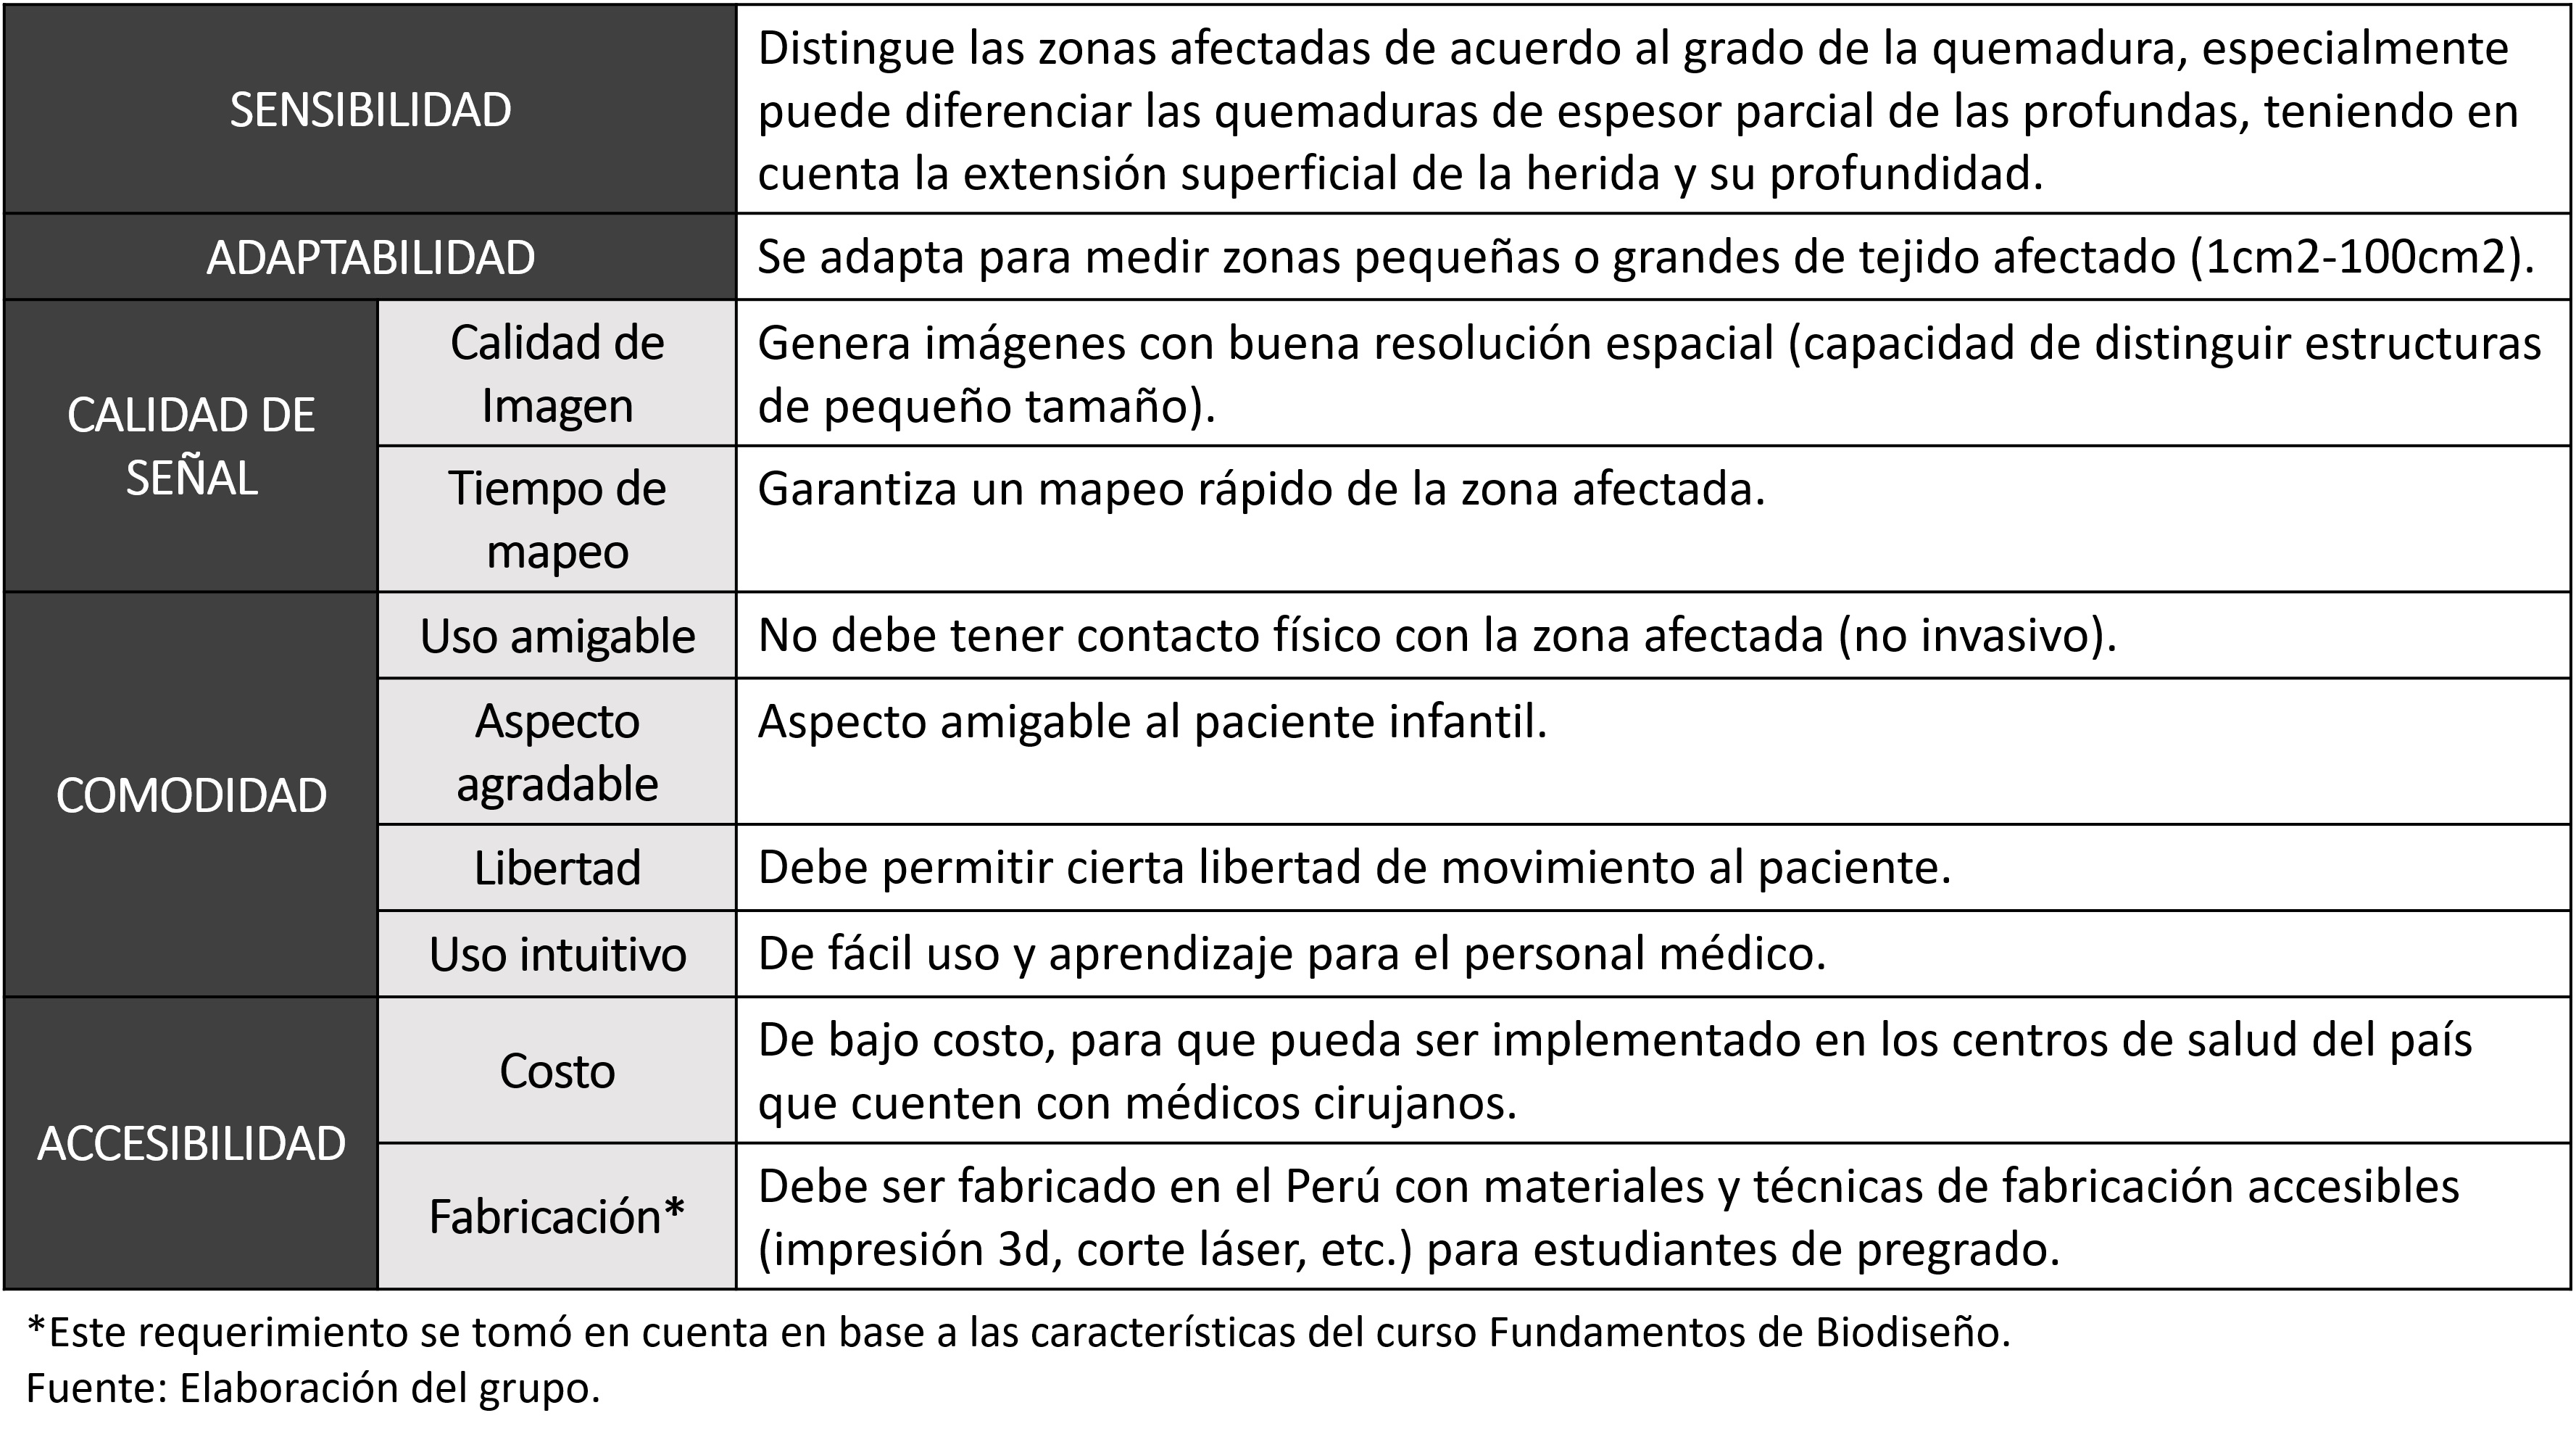 SENSIBILIDAD
Distingue las zonas afectadas de acuerdo al grado de la quemadura, especialmente
puede diferenciar las quemaduras de espesor parcial de las profundas, teniendo en
cuenta la extensión superficial de la herida y su profundidad.
ADAPTABILIDAD
Se adapta para medir zonas pequeñas o grandes de tejido afectado (1cm2-100cm2).
CALIDAD DE
SEÑAL
Calidad de
Imagen
Genera imágenes con buena resolución espacial (capacidad de distinguir estructuras
de pequeño tamaño).
Tiempo de
mapeo
Garantiza un mapeo rápido de la zona afectada.
COMODIDAD
Uso amigable
No debe tener contacto físico con la zona afectada (no invasivo).
Aspecto
agradable
Aspecto amigable al paciente infantil.
Libertad
Debe permitir cierta libertad de movimiento al paciente.
Uso intuitivo
De fácil uso y aprendizaje para el personal médico.
ACCESIBILIDAD
Costo
De bajo costo, para que pueda ser implementado en los centros de salud del país
que cuenten con médicos cirujanos.
Fabricación*
Debe ser fabricado en el Perú con materiales y técnicas de fabricación accesibles
(impresión 3d, corte láser, etc.) para estudiantes de pregrado.
*Este requerimiento se tomó en cuenta en base a las características del curso Fundamentos de Biodiseño.
Fuente: Elaboración del grupo.